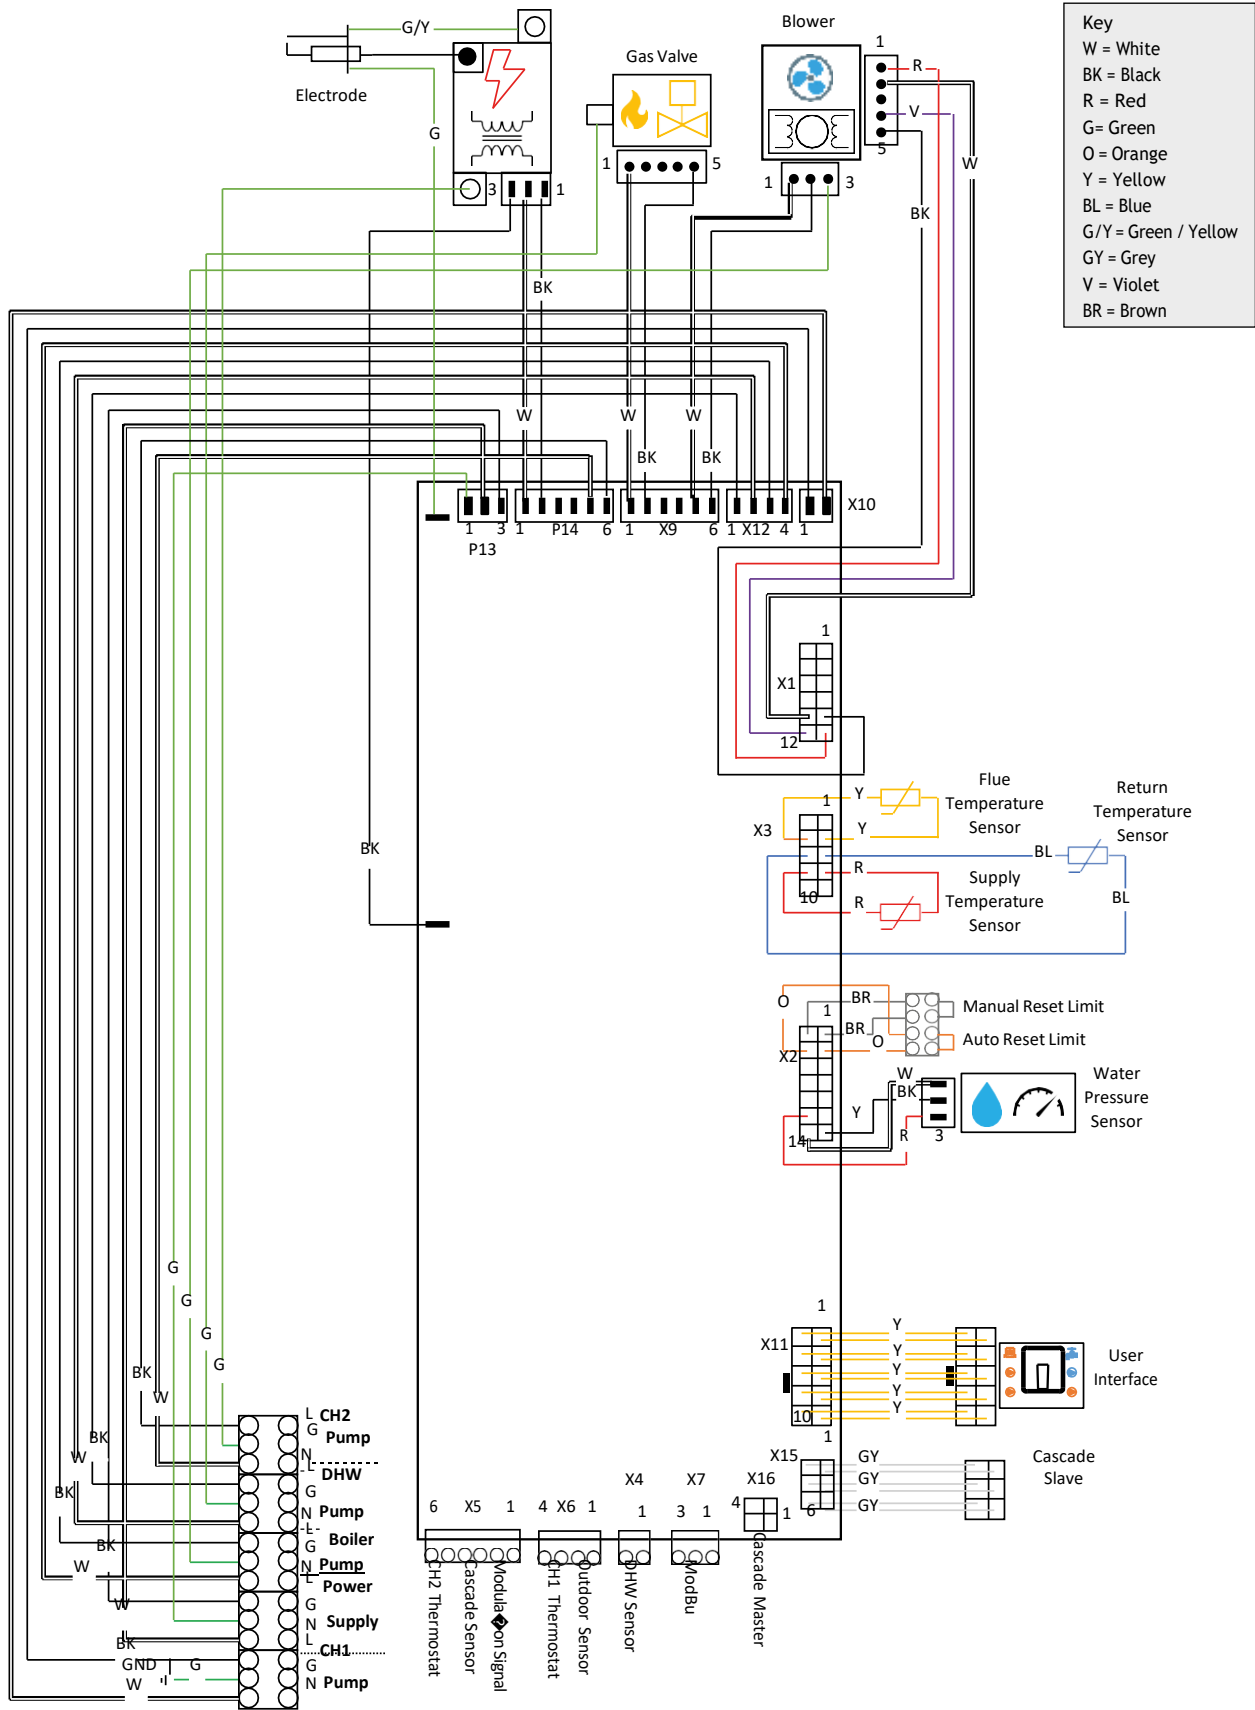 G/Y
Electrode
G
3
1
Gas Valve
1
5
Blower
1
R
V
5
W
BK
1
3
Key
W = White
BK = Black
R = Red
G= Green
O = Orange
Y = Yellow
BL = Blue
G/Y = Green / Yellow
GY = Grey
V = Violet
BR = Brown
BK
W
W
W
BK
BK
1 3
P13
1 P14 6
1 X9 6
1 X12 4
1
X10
1
X1
12
BK
1
X3
10
Y
Y
Flue
Temperature
Sensor
Return
Temperature
Sensor
BL
BL
R
R
Supply
Temperature
Sensor
O
BR
1
BR
O
X2
14
Manual Reset Limit
Auto Reset Limit
W
BK
Y
R
3
Water
Pressure
Sensor
G
G
G
G
BK
W
BK
W
BK
BK
W
W
BK
GND
G
W
L CH2
G Pump
N
L DHW
G
N Pump
L
G Boiler
N Pump
L Power
G
N Supply
L
CH1
G
N Pump
1
X11
10
Y
Y
Y
Y
Y
User
Interface
1
X15
6
GY
GY
GY
Cascade
Slave
6 X5 1
4 X6 1
X4
1
X7
3 1
X16
4
1
CH2 Thermostat
Cascade Sensor
Modula�on Signal
CH1 Thermostat
Outdoor Sensor
DHW Sensor
ModBu
Cascade Master